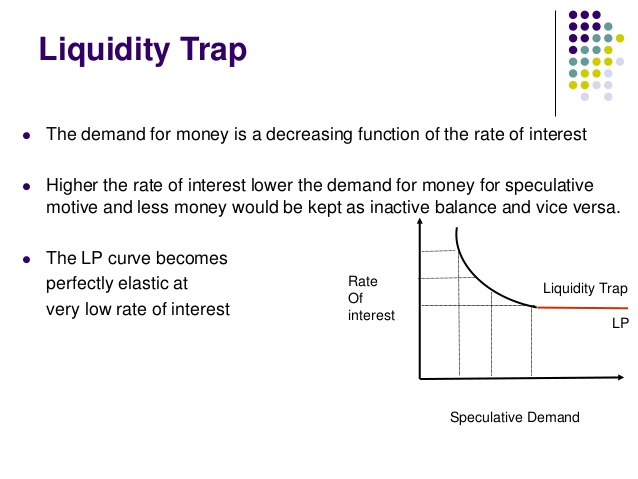 Liquidity Trap
The demand for money is a decreasing function of the rate of interest
Higher the rate of interest lower the demand for money for speculative
motive and less money would be kept as inactive balance and vice versa.
The LP curve becomes
perfectly elastic at
very low rate of interest
Rate
Of
interest
Liquidity Trap
LP
Speculative Demand